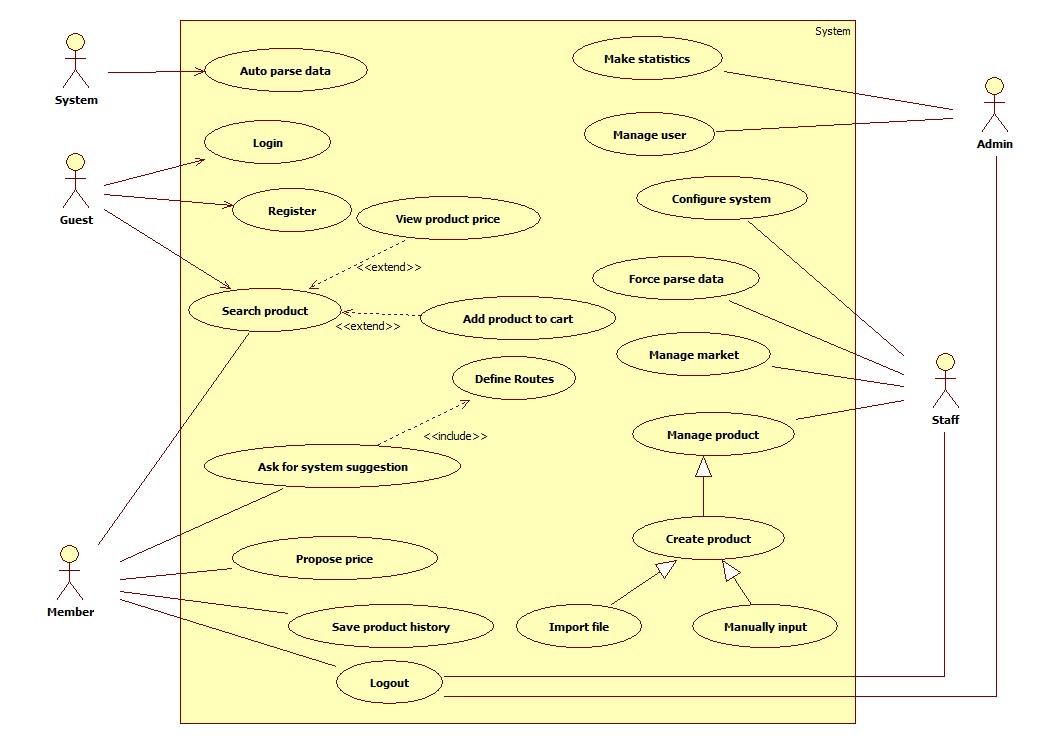 System
System
Auto parse data
Make statistics
Admin
Manage user
Login
Guest
Register
View product price
Configure system
<<extend>>
Force parse data
Search product
Add product to cart
<<extend>>
Manage market
Define Routes
Staff
<<include>>
Manage product
Ask for system suggestion
Create product
Propose price
Member
Save product history
Import file
Manually input
Logout